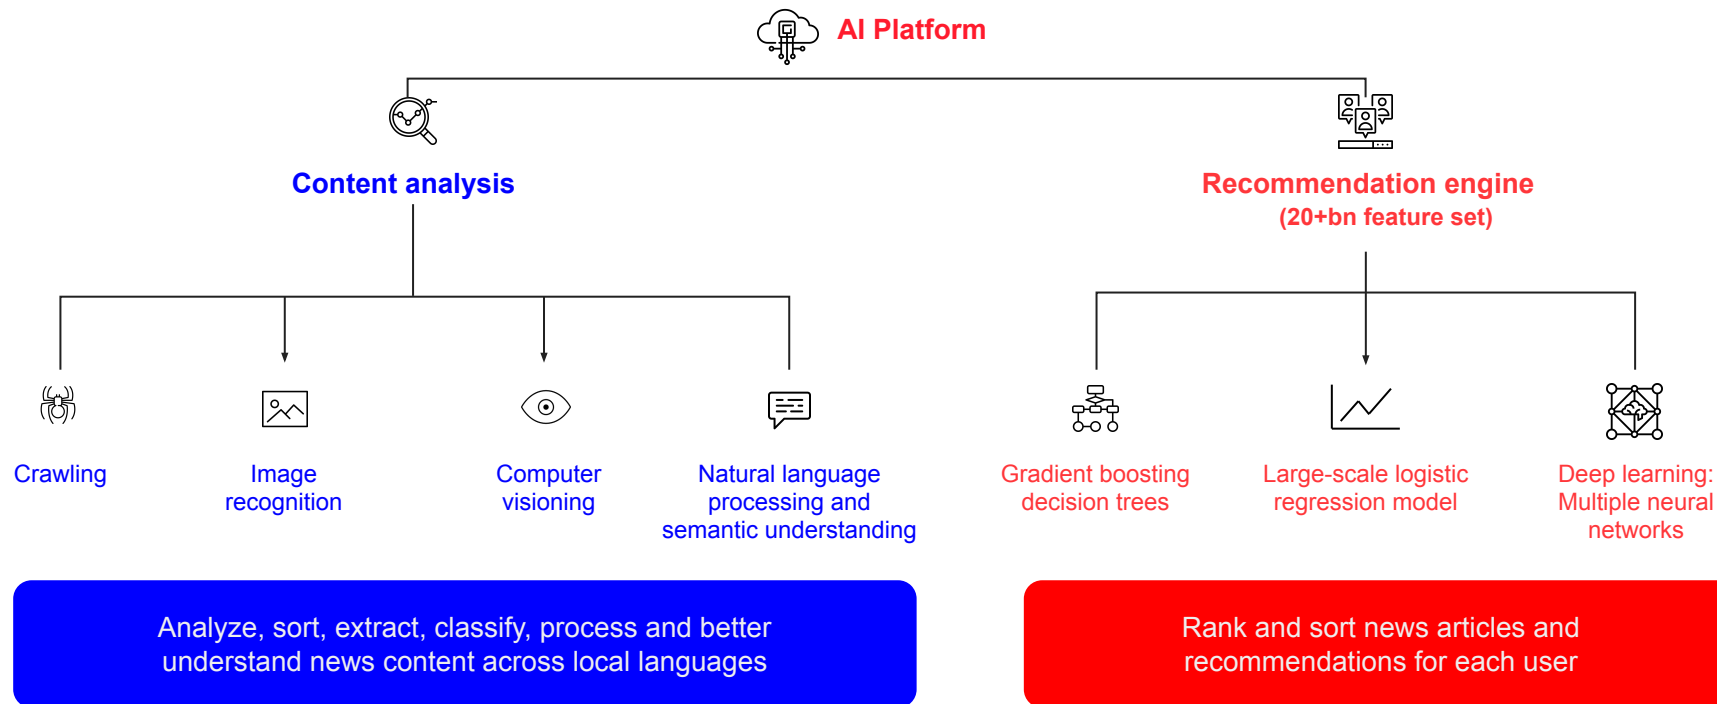 AI Platform
Content analysis
Recommendation engine
(20+bn feature set)
Crawling
Image
recognition
Computer
visioning
Natural language
processing and
semantic understanding
Gradient boosting
decision trees
Large-scale logistic
regression model
Deep learning:
Multiple neural
networks
Analyze, sort, extract, classify, process and better
understand news content across local languages
Rank and sort news articles and
recommendations for each user